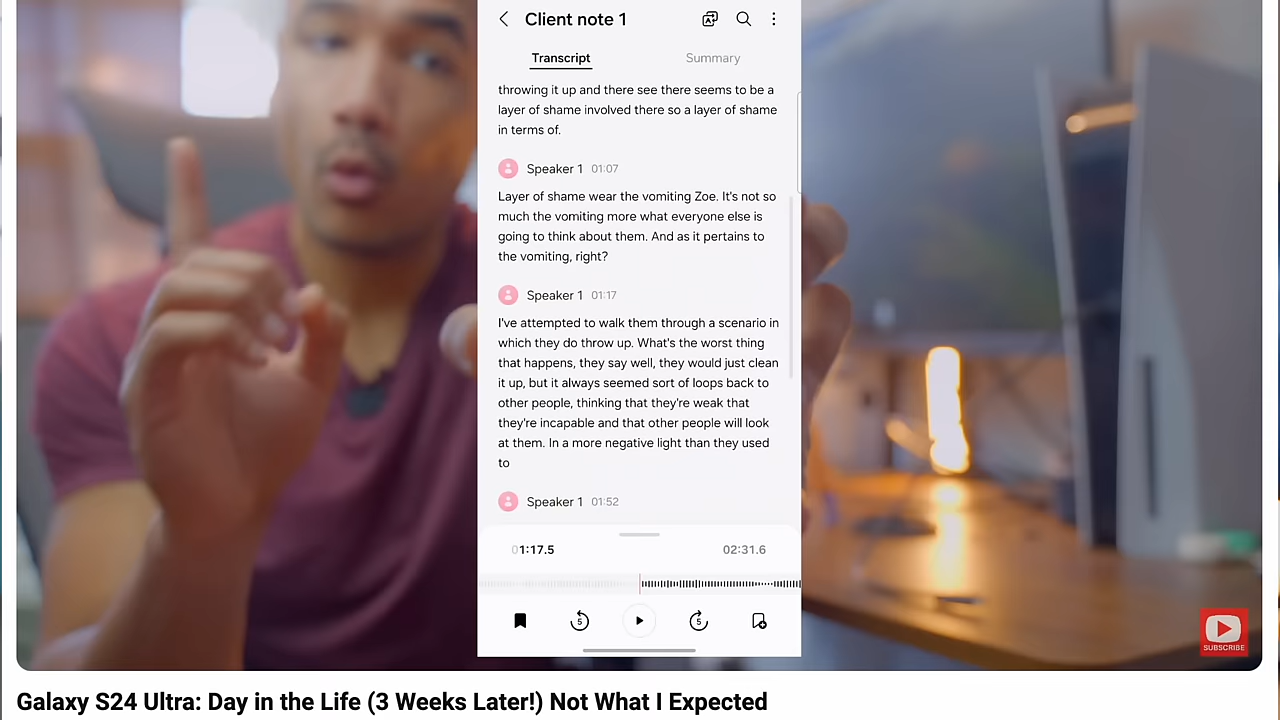 Client note 1
Transcript
Summary
throwing it up and there see there seems to be a
layer of shame involved there so a layer of shame
in terms of.
Speaker 1 01:07
Layer of shame wear the vomiting Zoe. It's not so
much the vomiting more what everyone else is
going to think about them. And as it pertains to
the vomiting, right?
Speaker 1 01:17
I've attempted to walk them through a scenario in
which they do throw up. What's the worst thing
that happens, they say well, they would just clean
it up, but it always seemed sort of loops back to
other people, thinking that they're weak that
they're incapable and that other people will look
at them. In a more negative light than they used
to
Speaker 1 01:52
01:17.5
02:31.6
5
5
SUBSCRIBE
Galaxy S24 Ultra: Day in the Life (3 Weeks Later!) Not What I Expected